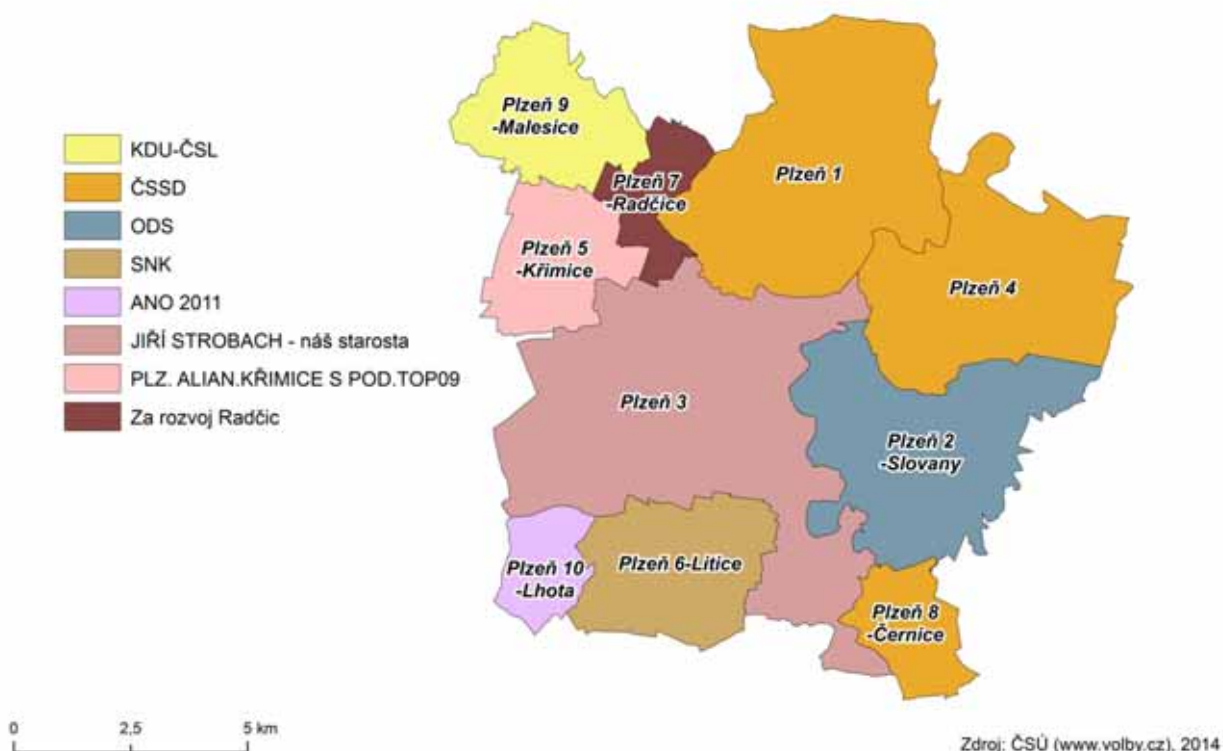 KDU-ČSL
ČSSD
ODS
SNK
ANO 2011
JIŘÍ STROBACH - náš starosta
PLZ. ALIAN.KŘIMICE S POD.TOP09
Za rozvoj Radčic
Plzeň 9
-Malesice
Plzeň 7
-Radčice
Plzeň 1
Plzeň 5
-Křimice
Plzeň 4
Plzeň 3
Plzeň 2
-Slovany
Plzeň 10
-Lhota
Plzeň 6-Litice
Plzeň 8
-Černice
0 2,5 5 km
Zdroj: ČSÚ (www.volby.cz), 2014